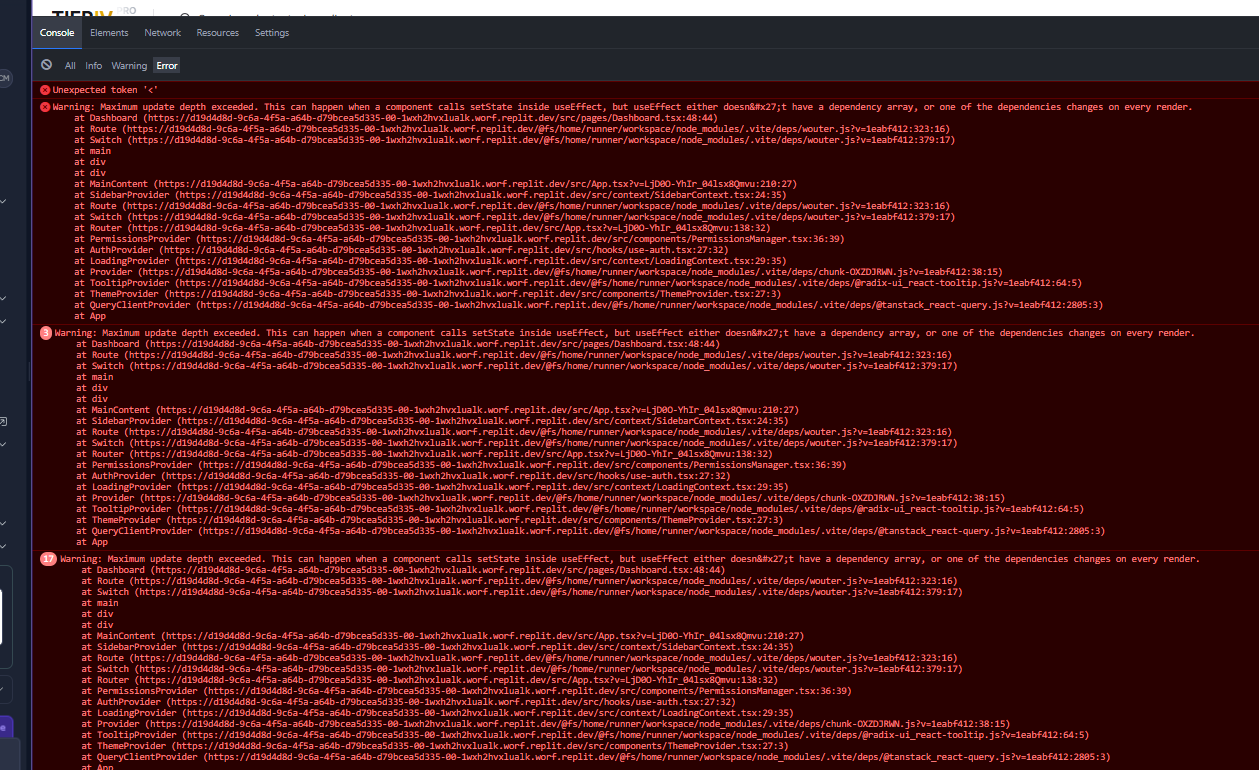 PRO
Console Elements Network Resources Settings
All Info Warning Error
Unexpected token '<'
Warning: Maximum update depth exceeded. This can happen when a component calls setState inside useEffect, but useEffect either doesn&#x27;t have a dependency array, or one of the dependencies changes on every render.
at Dashboard (https://d19d4d8d-9c6a-4f5a-a64b-d79bcea5d335-00-1wxh2hvxlualk.worf.replit.dev/src/pages/Dashboard.tsx:48:44)
at Route (https://d19d4d8d-9c6a-4f5a-a64b-d79bcea5d335-00-1wxh2hvxlualk.worf.replit.dev/@fs/home/runner/workspace/node_modules/.vite/deps/wouter.js?v=1eabf412:323:16)
at Switch (https://d19d4d8d-9c6a-4f5a-a64b-d79bcea5d335-00-1wxh2hvxlualk.worf.replit.dev/@fs/home/runner/workspace/node_modules/.vite/deps/wouter.js?v=1eabf412:379:17)
at main
at div
at div
at MainContent (https://d19d4d8d-9c6a-4f5a-a64b-d79bcea5d335-00-1wxh2hvxlualk.worf.replit.dev/src/App.tsx?v=LjD0O-YhIr_04lsx8Qmvu:210:27)
at SidebarProvider (https://d19d4d8d-9c6a-4f5a-a64b-d79bcea5d335-00-1wxh2hvxlualk.worf.replit.dev/src/context/SidebarContext.tsx:24:35)
at Route (https://d19d4d8d-9c6a-4f5a-a64b-d79bcea5d335-00-1wxh2hvxlualk.worf.replit.dev/@fs/home/runner/workspace/node_modules/.vite/deps/wouter.js?v=1eabf412:323:16)
at Switch (https://d19d4d8d-9c6a-4f5a-a64b-d79bcea5d335-00-1wxh2hvxlualk.worf.replit.dev/@fs/home/runner/workspace/node_modules/.vite/deps/wouter.js?v=1eabf412:379:17)
at Router (https://d19d4d8d-9c6a-4f5a-a64b-d79bcea5d335-00-1wxh2hvxlualk.worf.replit.dev/src/App.tsx?v=LjD0O-YhIr_04lsx8Qmvu:138:32)
at PermissionsProvider (https://d19d4d8d-9c6a-4f5a-a64b-d79bcea5d335-00-1wxh2hvxlualk.worf.replit.dev/src/components/PermissionsManager.tsx:36:39)
at AuthProvider (https://d19d4d8d-9c6a-4f5a-a64b-d79bcea5d335-00-1wxh2hvxlualk.worf.replit.dev/src/hooks/use-auth.tsx:27:32)
at LoadingProvider (https://d19d4d8d-9c6a-4f5a-a64b-d79bcea5d335-00-1wxh2hvxlualk.worf.replit.dev/src/context/LoadingContext.tsx:29:35)
at Provider (https://d19d4d8d-9c6a-4f5a-a64b-d79bcea5d335-00-1wxh2hvxlualk.worf.replit.dev/@fs/home/runner/workspace/node_modules/.vite/deps/chunk-OXZDJRWN.js?v=1eabf412:38:15)
at TooltipProvider (https://d19d4d8d-9c6a-4f5a-a64b-d79bcea5d335-00-1wxh2hvxlualk.worf.replit.dev/@fs/home/runner/workspace/node_modules/.vite/deps/@radix-ui_react-tooltip.js?v=1eabf412:64:5)
at ThemeProvider (https://d19d4d8d-9c6a-4f5a-a64b-d79bcea5d335-00-1wxh2hvxlualk.worf.replit.dev/src/components/ThemeProvider.tsx:27:3)
at QueryClientProvider (https://d19d4d8d-9c6a-4f5a-a64b-d79bcea5d335-00-1wxh2hvxlualk.worf.replit.dev/@fs/home/runner/workspace/node_modules/.vite/deps/@tanstack_react-query.js?v=1eabf412:2805:3)
at App
3 Warning: Maximum update depth exceeded. This can happen when a component calls setState inside useEffect, but useEffect either doesn&#x27;t have a dependency array, or one of the dependencies changes on every render.
at Dashboard (https://d19d4d8d-9c6a-4f5a-a64b-d79bcea5d335-00-1wxh2hvxlualk.worf.replit.dev/src/pages/Dashboard.tsx:48:44)
at Route (https://d19d4d8d-9c6a-4f5a-a64b-d79bcea5d335-00-1wxh2hvxlualk.worf.replit.dev/@fs/home/runner/workspace/node_modules/.vite/deps/wouter.js?v=1eabf412:323:16)
at Switch (https://d19d4d8d-9c6a-4f5a-a64b-d79bcea5d335-00-1wxh2hvxlualk.worf.replit.dev/@fs/home/runner/workspace/node_modules/.vite/deps/wouter.js?v=1eabf412:379:17)
at main
at div
at div
at MainContent (https://d19d4d8d-9c6a-4f5a-a64b-d79bcea5d335-00-1wxh2hvxlualk.worf.replit.dev/src/App.tsx?v=LjD0O-YhIr_04lsx8Qmvu:210:27)
at SidebarProvider (https://d19d4d8d-9c6a-4f5a-a64b-d79bcea5d335-00-1wxh2hvxlualk.worf.replit.dev/src/context/SidebarContext.tsx:24:35)
at Route (https://d19d4d8d-9c6a-4f5a-a64b-d79bcea5d335-00-1wxh2hvxlualk.worf.replit.dev/@fs/home/runner/workspace/node_modules/.vite/deps/wouter.js?v=1eabf412:323:16)
at Switch (https://d19d4d8d-9c6a-4f5a-a64b-d79bcea5d335-00-1wxh2hvxlualk.worf.replit.dev/@fs/home/runner/workspace/node_modules/.vite/deps/wouter.js?v=1eabf412:379:17)
at Router (https://d19d4d8d-9c6a-4f5a-a64b-d79bcea5d335-00-1wxh2hvxlualk.worf.replit.dev/src/App.tsx?v=LjD0O-YhIr_04lsx8Qmvu:138:32)
at PermissionsProvider (https://d19d4d8d-9c6a-4f5a-a64b-d79bcea5d335-00-1wxh2hvxlualk.worf.replit.dev/src/components/PermissionsManager.tsx:36:39)
at AuthProvider (https://d19d4d8d-9c6a-4f5a-a64b-d79bcea5d335-00-1wxh2hvxlualk.worf.replit.dev/src/hooks/use-auth.tsx:27:32)
at LoadingProvider (https://d19d4d8d-9c6a-4f5a-a64b-d79bcea5d335-00-1wxh2hvxlualk.worf.replit.dev/src/context/LoadingContext.tsx:29:35)
at Provider (https://d19d4d8d-9c6a-4f5a-a64b-d79bcea5d335-00-1wxh2hvxlualk.worf.replit.dev/@fs/home/runner/workspace/node_modules/.vite/deps/chunk-OXZDJRWN.js?v=1eabf412:38:15)
at TooltipProvider (https://d19d4d8d-9c6a-4f5a-a64b-d79bcea5d335-00-1wxh2hvxlualk.worf.replit.dev/@fs/home/runner/workspace/node_modules/.vite/deps/@radix-ui_react-tooltip.js?v=1eabf412:64:5)
at ThemeProvider (https://d19d4d8d-9c6a-4f5a-a64b-d79bcea5d335-00-1wxh2hvxlualk.worf.replit.dev/src/components/ThemeProvider.tsx:27:3)
at QueryClientProvider (https://d19d4d8d-9c6a-4f5a-a64b-d79bcea5d335-00-1wxh2hvxlualk.worf.replit.dev/@fs/home/runner/workspace/node_modules/.vite/deps/@tanstack_react-query.js?v=1eabf412:2805:3)
at App
17 Warning: Maximum update depth exceeded. This can happen when a component calls setState inside useEffect, but useEffect either doesn&#x27;t have a dependency array, or one of the dependencies changes on every render.
at Dashboard (https://d19d4d8d-9c6a-4f5a-a64b-d79bcea5d335-00-1wxh2hvxlualk.worf.replit.dev/src/pages/Dashboard.tsx:48:44)
at Route (https://d19d4d8d-9c6a-4f5a-a64b-d79bcea5d335-00-1wxh2hvxlualk.worf.replit.dev/@fs/home/runner/workspace/node_modules/.vite/deps/wouter.js?v=1eabf412:323:16)
at Switch (https://d19d4d8d-9c6a-4f5a-a64b-d79bcea5d335-00-1wxh2hvxlualk.worf.replit.dev/@fs/home/runner/workspace/node_modules/.vite/deps/wouter.js?v=1eabf412:379:17)
at main
at div
at div
at MainContent (https://d19d4d8d-9c6a-4f5a-a64b-d79bcea5d335-00-1wxh2hvxlualk.worf.replit.dev/src/App.tsx?v=LjD0O-YhIr_04lsx8Qmvu:210:27)
at SidebarProvider (https://d19d4d8d-9c6a-4f5a-a64b-d79bcea5d335-00-1wxh2hvxlualk.worf.replit.dev/src/context/SidebarContext.tsx:24:35)
at Route (https://d19d4d8d-9c6a-4f5a-a64b-d79bcea5d335-00-1wxh2hvxlualk.worf.replit.dev/@fs/home/runner/workspace/node_modules/.vite/deps/wouter.js?v=1eabf412:323:16)
at Switch (https://d19d4d8d-9c6a-4f5a-a64b-d79bcea5d335-00-1wxh2hvxlualk.worf.replit.dev/@fs/home/runner/workspace/node_modules/.vite/deps/wouter.js?v=1eabf412:379:17)
at Router (https://d19d4d8d-9c6a-4f5a-a64b-d79bcea5d335-00-1wxh2hvxlualk.worf.replit.dev/src/App.tsx?v=LjD0O-YhIr_04lsx8Qmvu:138:32)
at PermissionsProvider (https://d19d4d8d-9c6a-4f5a-a64b-d79bcea5d335-00-1wxh2hvxlualk.worf.replit.dev/src/components/PermissionsManager.tsx:36:39)
at AuthProvider (https://d19d4d8d-9c6a-4f5a-a64b-d79bcea5d335-00-1wxh2hvxlualk.worf.replit.dev/src/hooks/use-auth.tsx:27:32)
at LoadingProvider (https://d19d4d8d-9c6a-4f5a-a64b-d79bcea5d335-00-1wxh2hvxlualk.worf.replit.dev/src/context/LoadingContext.tsx:29:35)
at Provider (https://d19d4d8d-9c6a-4f5a-a64b-d79bcea5d335-00-1wxh2hvxlualk.worf.replit.dev/@fs/home/runner/workspace/node_modules/.vite/deps/chunk-OXZDJRWN.js?v=1eabf412:38:15)
at TooltipProvider (https://d19d4d8d-9c6a-4f5a-a64b-d79bcea5d335-00-1wxh2hvxlualk.worf.replit.dev/@fs/home/runner/workspace/node_modules/.vite/deps/@radix-ui_react-tooltip.js?v=1eabf412:64:5)
at ThemeProvider (https://d19d4d8d-9c6a-4f5a-a64b-d79bcea5d335-00-1wxh2hvxlualk.worf.replit.dev/src/components/ThemeProvider.tsx:27:3)
at QueryClientProvider (https://d19d4d8d-9c6a-4f5a-a64b-d79bcea5d335-00-1wxh2hvxlualk.worf.replit.dev/@fs/home/runner/workspace/node_modules/.vite/deps/@tanstack_react-query.js?v=1eabf412:2805:3)
at App